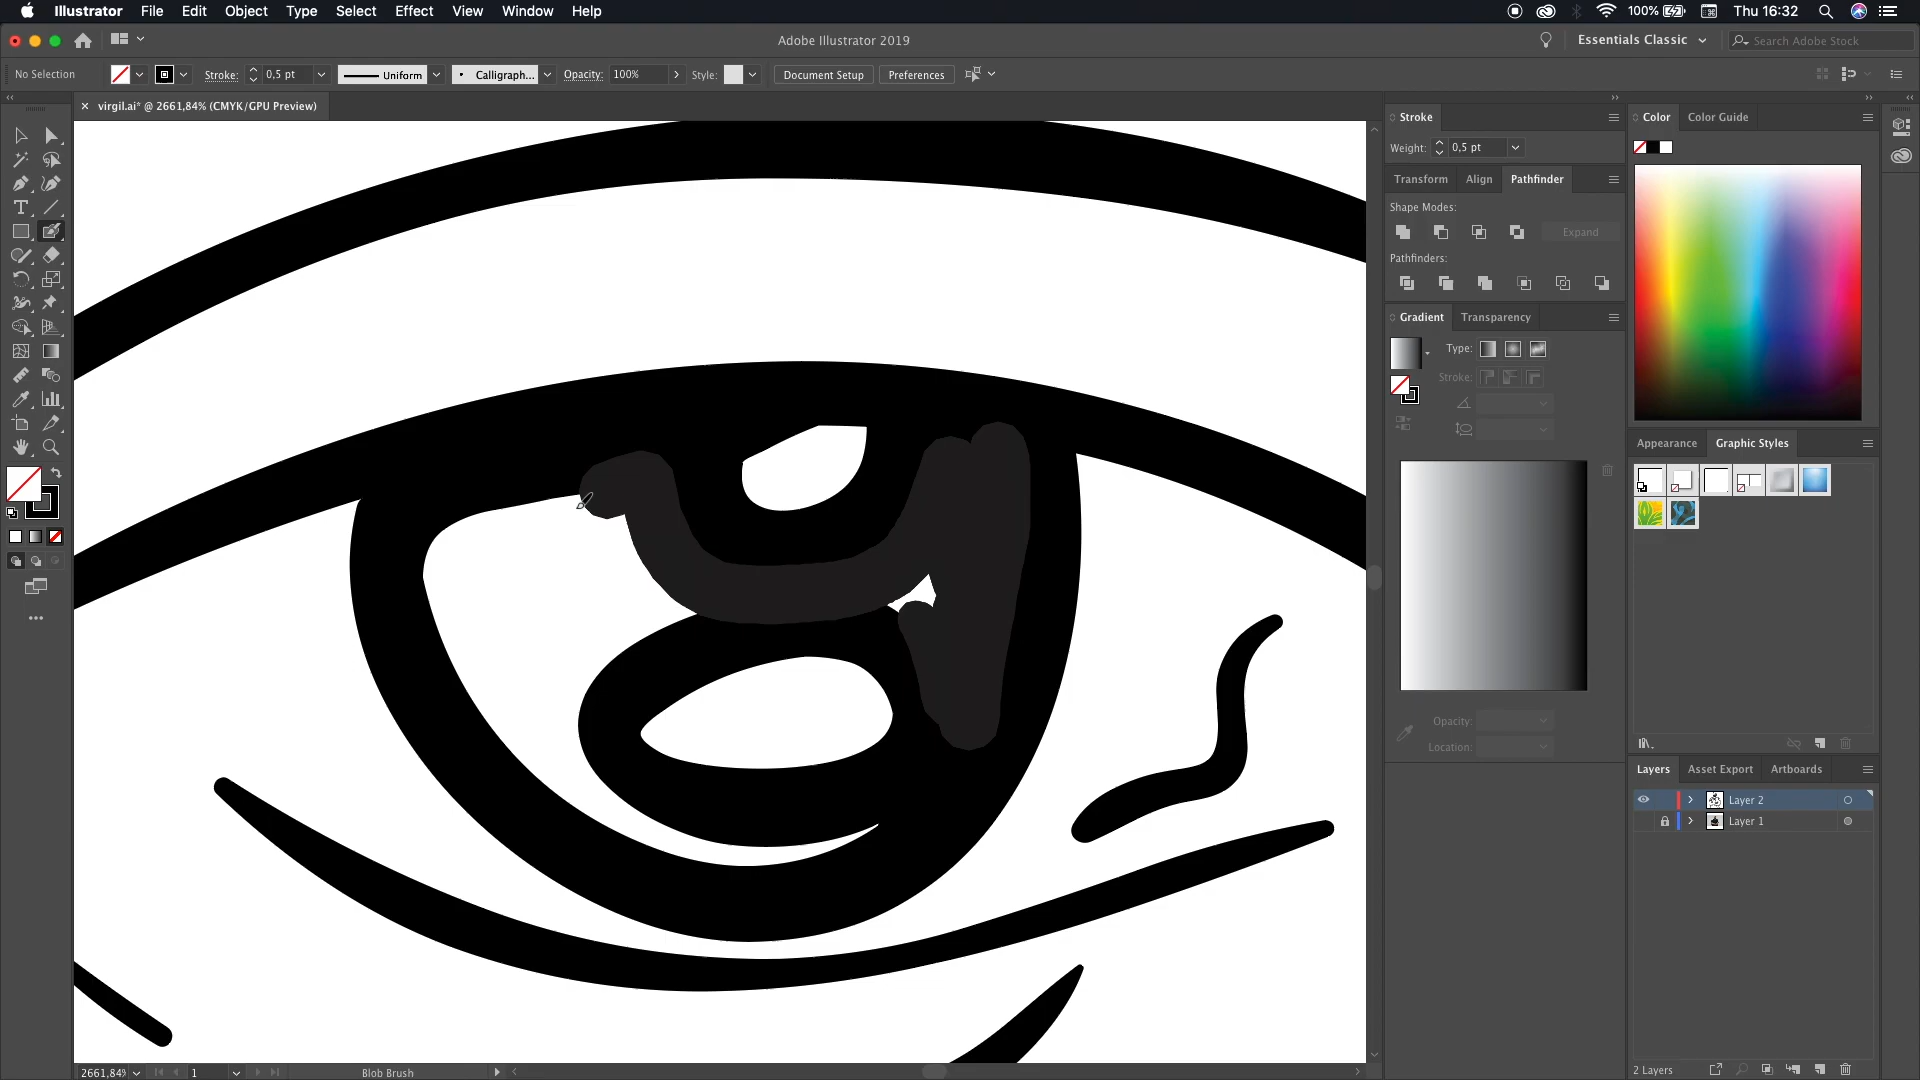 Illustrator File Edit Object Type Select Effect View Window Help 100% Thu 16:32
Adobe Illustrator 2019 Essentials Classic Search Adobe Stock
No Selection Stroke: 0,5 pt Uniform Calligraph... Opacity: 100% Style: Document Setup Preferences
virgil.ai* @ 2661,84% (CMYK/GPU Preview)
Stroke
Weight: 0,5 pt
Transform Align Pathfinder
Shape Modes:
Expand
Pathfinders:
Gradient Transparency
Type:
Stroke:
Opacity:
Location:
Color Color Guide
Appearance Graphic Styles
Layers Asset Export Artboards
Layer 2
Layer 1
2 Layers
2661,84% 1 Blob Brush